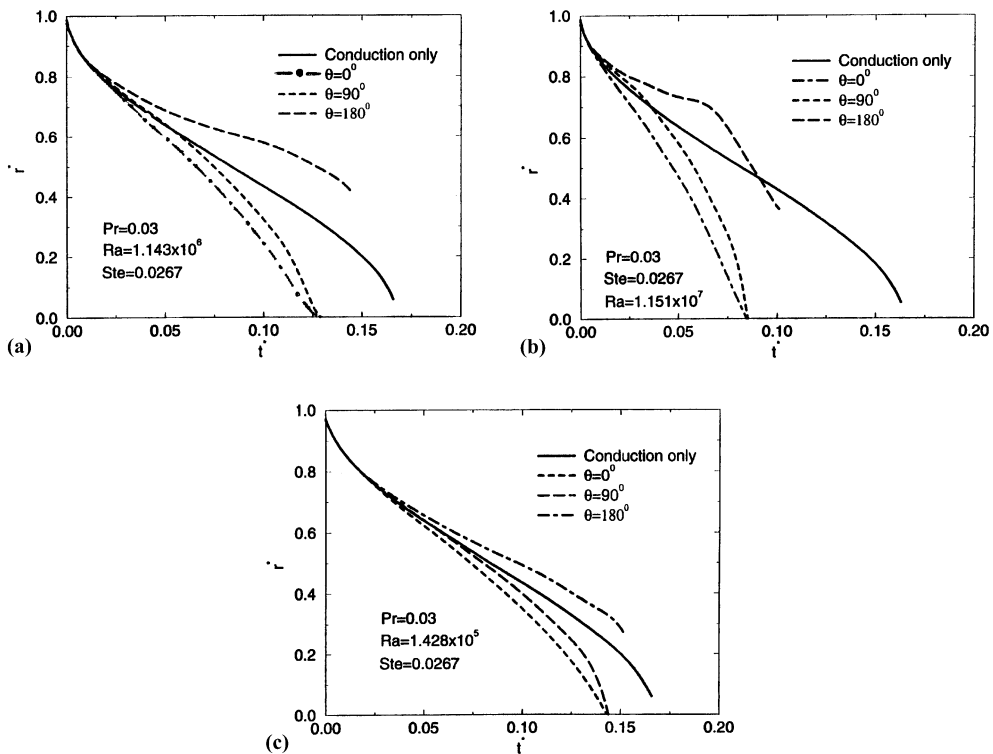 1.0
0.8
0.6
0.4
0.2
0.0
r*
Conduction only
θ=0⁰
θ=90⁰
θ=180⁰
Pr=0.03
Ra=1.143x10⁶
Ste=0.0267
0.00 0.05 0.10 0.15 0.20
t*
(a)
1.0
0.8
0.6
0.4
0.2
0.0
r*
Conduction only
θ=0⁰
θ=90⁰
θ=180⁰
Pr=0.03
Ste=0.0267
Ra=1.151x10⁷
0.00 0.05 0.10 0.15 0.20
t*
(b)
1.0
0.8
0.6
0.4
0.2
0.0
r*
Conduction only
θ=0⁰
θ=90⁰
θ=180⁰
Pr=0.03
Ra=1.428x10⁵
Ste=0.0267
0.00 0.05 0.10 0.15 0.20
t*
(c)